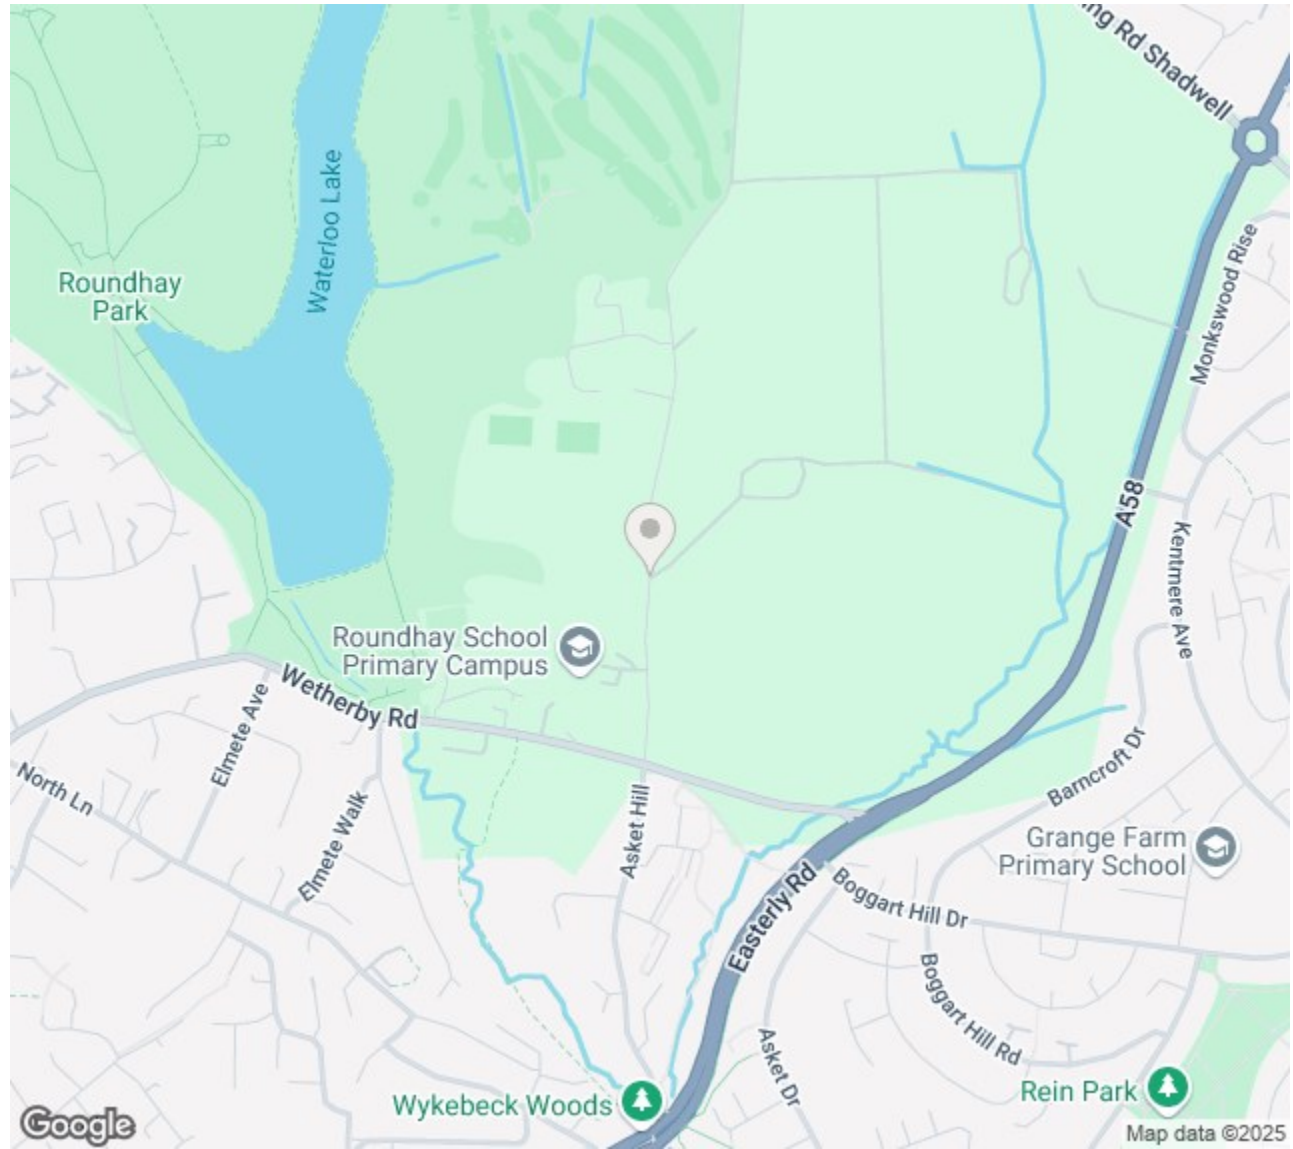 ng Rd Shadwell
Waterloo Lake
Roundhay
Park
Monkswood Rise
A58
Kentmere Ave
Roundhay School
Primary Campus
Wetherby Rd
Elmete Ave
North Ln
Elmete Walk
Asket Hill
Barncroft Dr
Grange Farm
Primary School
Easterly Rd
Boggart Hill Dr
Boggart Hill Rd
Asket Dr
Wykebeck Woods
Rein Park
Google
Map data ©2025